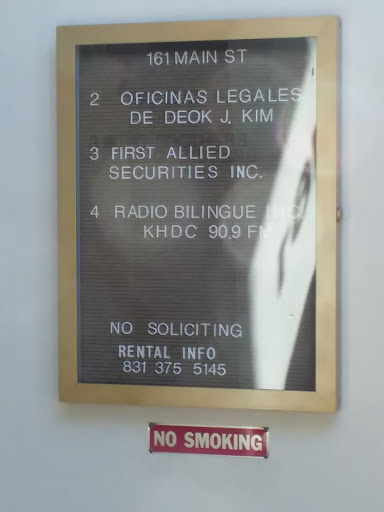 161 MAIN ST
2 OFICINAS LEGALES
DE DEOK J. KIM
3 FIRST ALLIED
SECURITIES INC.
4 RADIO BILINGUE INC.
KHDC 90.9 FM
NO SOLICITING
RENTAL INFO
831 375 5145
NO SMOKING